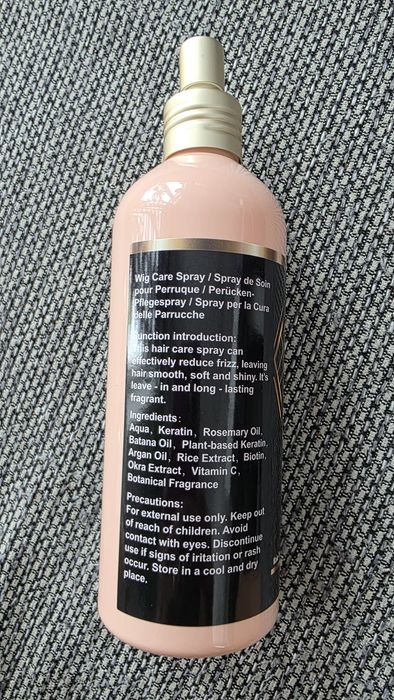 Wig Care Spray / Spray de Soin
pour Perruque / Perücken-
Pflegespray / Spray per la Cura
delle Parrucche
Function introduction:
This hair care spray can
effectively reduce frizz, leaving
hair smooth, soft and shiny. It's
leave - in and long - lasting
fragrant.
Ingredients:
Aqua, Keratin, Rosemary Oil,
Batana Oil, Plant-based Keratin,
Argan Oil, Rice Extract, Biotin,
Okra Extract, Vitamin C,
Botanical Fragrance
Precautions:
For external use only. Keep out
of reach of children. Avoid
contact with eyes. Discontinue
use if signs of irritation or rash
occur. Store in a cool and dry
place.